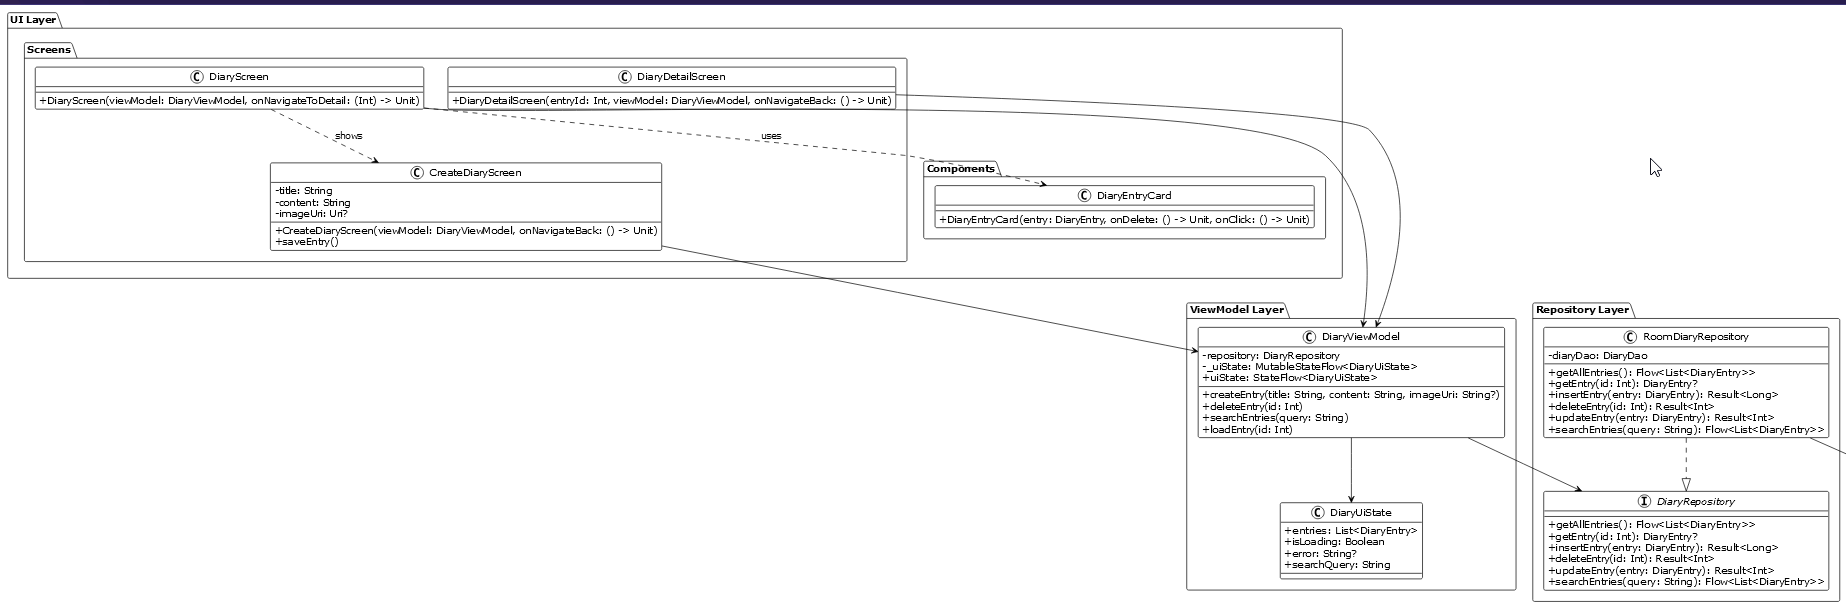 UI Layer
Screens
C DiaryScreen
+DiaryScreen(viewModel: DiaryViewModel, onNavigateToDetail: (Int) -> Unit)
C DiaryDetailScreen
+DiaryDetailScreen(entryId: Int, viewModel: DiaryViewModel, onNavigateBack: () -> Unit)
shows
uses
C CreateDiaryScreen
-title: String
-content: String
-imageUri: Uri?
+CreateDiaryScreen(viewModel: DiaryViewModel, onNavigateBack: () -> Unit)
+saveEntry()
Components
C DiaryEntryCard
+DiaryEntryCard(entry: DiaryEntry, onDelete: () -> Unit, onClick: () -> Unit)
ViewModel Layer
C DiaryViewModel
-repository: DiaryRepository
-_uiState: MutableStateFlow<DiaryUiState>
+uiState: StateFlow<DiaryUiState>
+createEntry(title: String, content: String, imageUri: String?)
+deleteEntry(id: Int)
+searchEntries(query: String)
+loadEntry(id: Int)
C DiaryUiState
+entries: List<DiaryEntry>
+isLoading: Boolean
+error: String?
+searchQuery: String
Repository Layer
C RoomDiaryRepository
-diaryDao: DiaryDao
+getAllEntries(): Flow<List<DiaryEntry>>
+getEntry(id: Int): DiaryEntry?
+insertEntry(entry: DiaryEntry): Result<Long>
+deleteEntry(id: Int): Result<Int>
+updateEntry(entry: DiaryEntry): Result<Int>
+searchEntries(query: String): Flow<List<DiaryEntry>>
I DiaryRepository
+getAllEntries(): Flow<List<DiaryEntry>>
+getEntry(id: Int): DiaryEntry?
+insertEntry(entry: DiaryEntry): Result<Long>
+deleteEntry(id: Int): Result<Int>
+updateEntry(entry: DiaryEntry): Result<Int>
+searchEntries(query: String): Flow<List<DiaryEntry>>